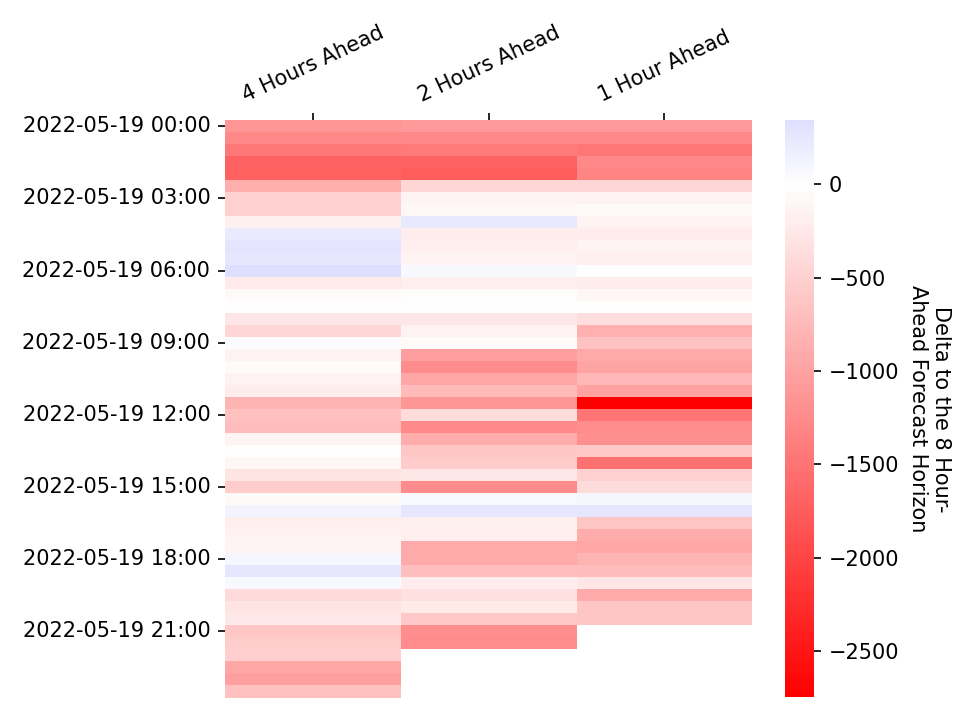 4 Hours Ahead
2 Hours Ahead
1 Hour Ahead
2022-05-19 00:00
2022-05-19 03:00
2022-05-19 06:00
2022-05-19 09:00
2022-05-19 12:00
2022-05-19 15:00
2022-05-19 18:00
2022-05-19 21:00
0
−500
−1000
−1500
−2000
−2500
Delta to the 8 Hour-
Ahead Forecast Horizon